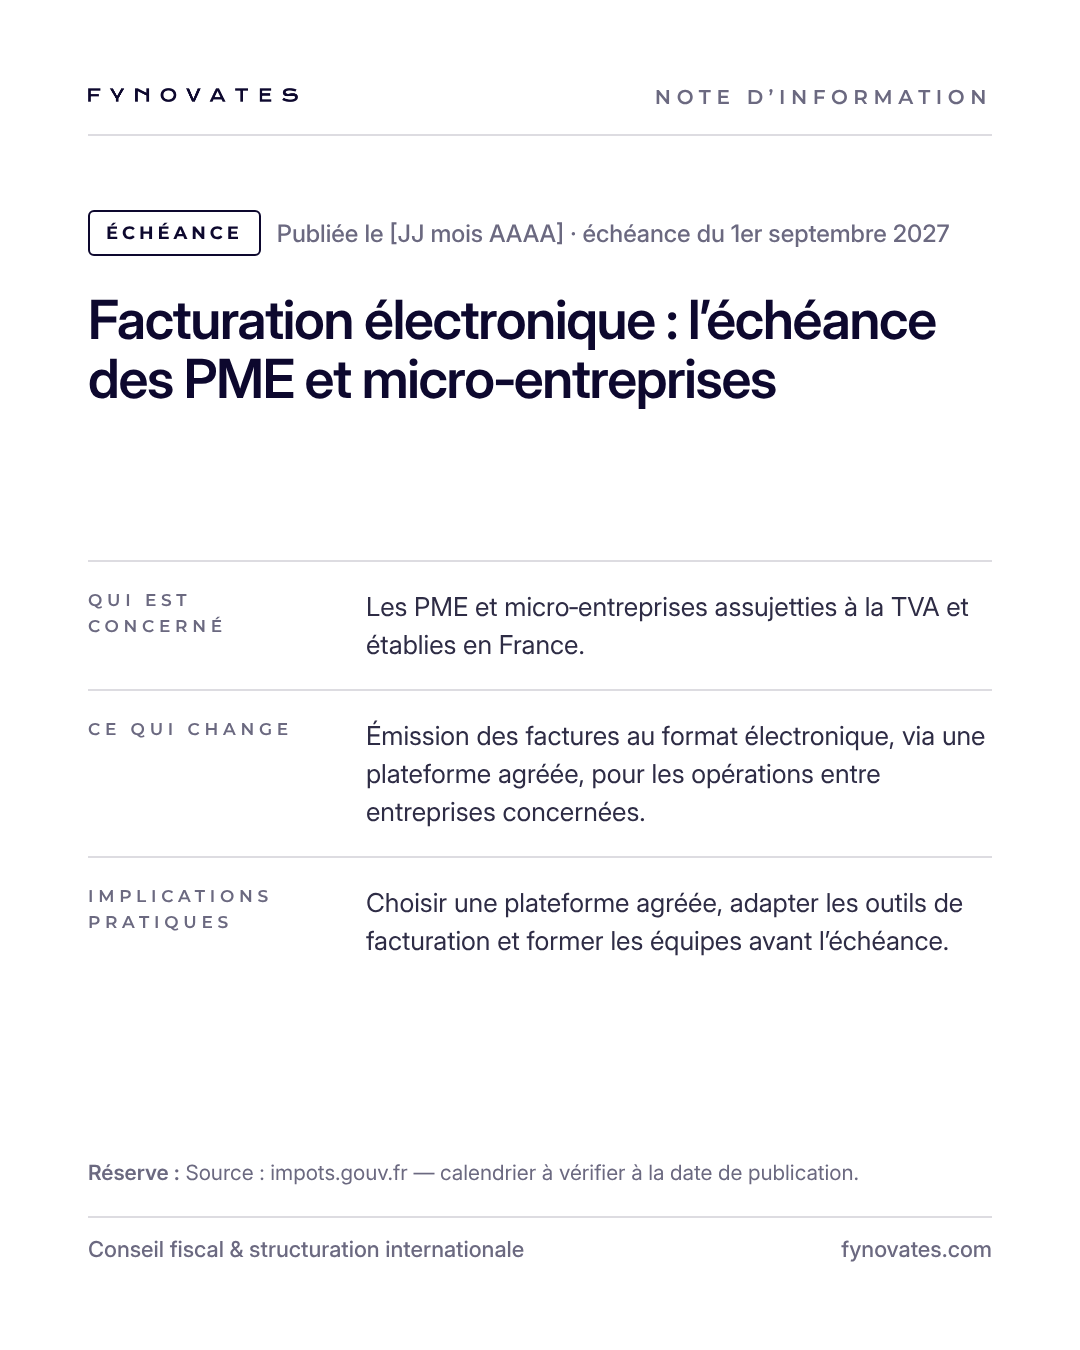 FYNOVATES
NOTE D’INFORMATION
ÉCHÉANCE
Publiée le [JJ mois AAAA] · échéance du 1er septembre 2027
Facturation électronique : l’échéance
des PME et micro-entreprises
QUI EST
CONCERNÉ
Les PME et micro-entreprises assujetties à la TVA et
établies en France.
CE QUI CHANGE
Émission des factures au format électronique, via une
plateforme agréée, pour les opérations entre
entreprises concernées.
IMPLICATIONS
PRATIQUES
Choisir une plateforme agréée, adapter les outils de
facturation et former les équipes avant l’échéance.
Réserve : Source : impots.gouv.fr — calendrier à vérifier à la date de publication.
Conseil fiscal & structuration internationale
fynovates.com